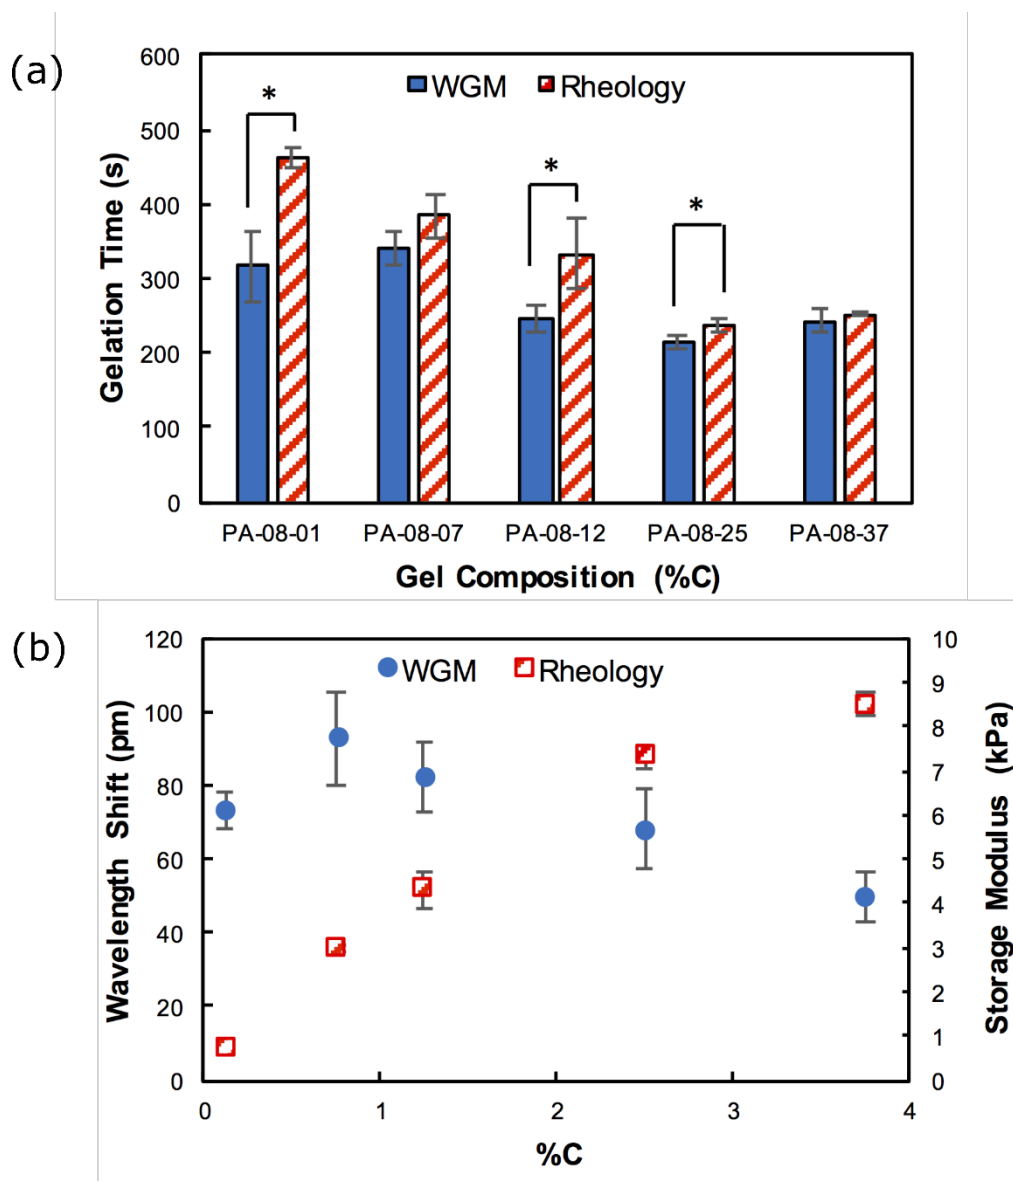 (a)
600
500
400
300
200
100
0
Gelation Time (s)
WGM Rheology
*
*
*
PA-08-01 PA-08-07 PA-08-12 PA-08-25 PA-08-37
Gel Composition (%C)
(b)
120
100
80
60
40
20
0
Wavelength Shift (pm)
WGM Rheology
10
9
8
7
6
5
4
3
2
1
0
Storage Modulus (kPa)
0 1 2 3 4
%C